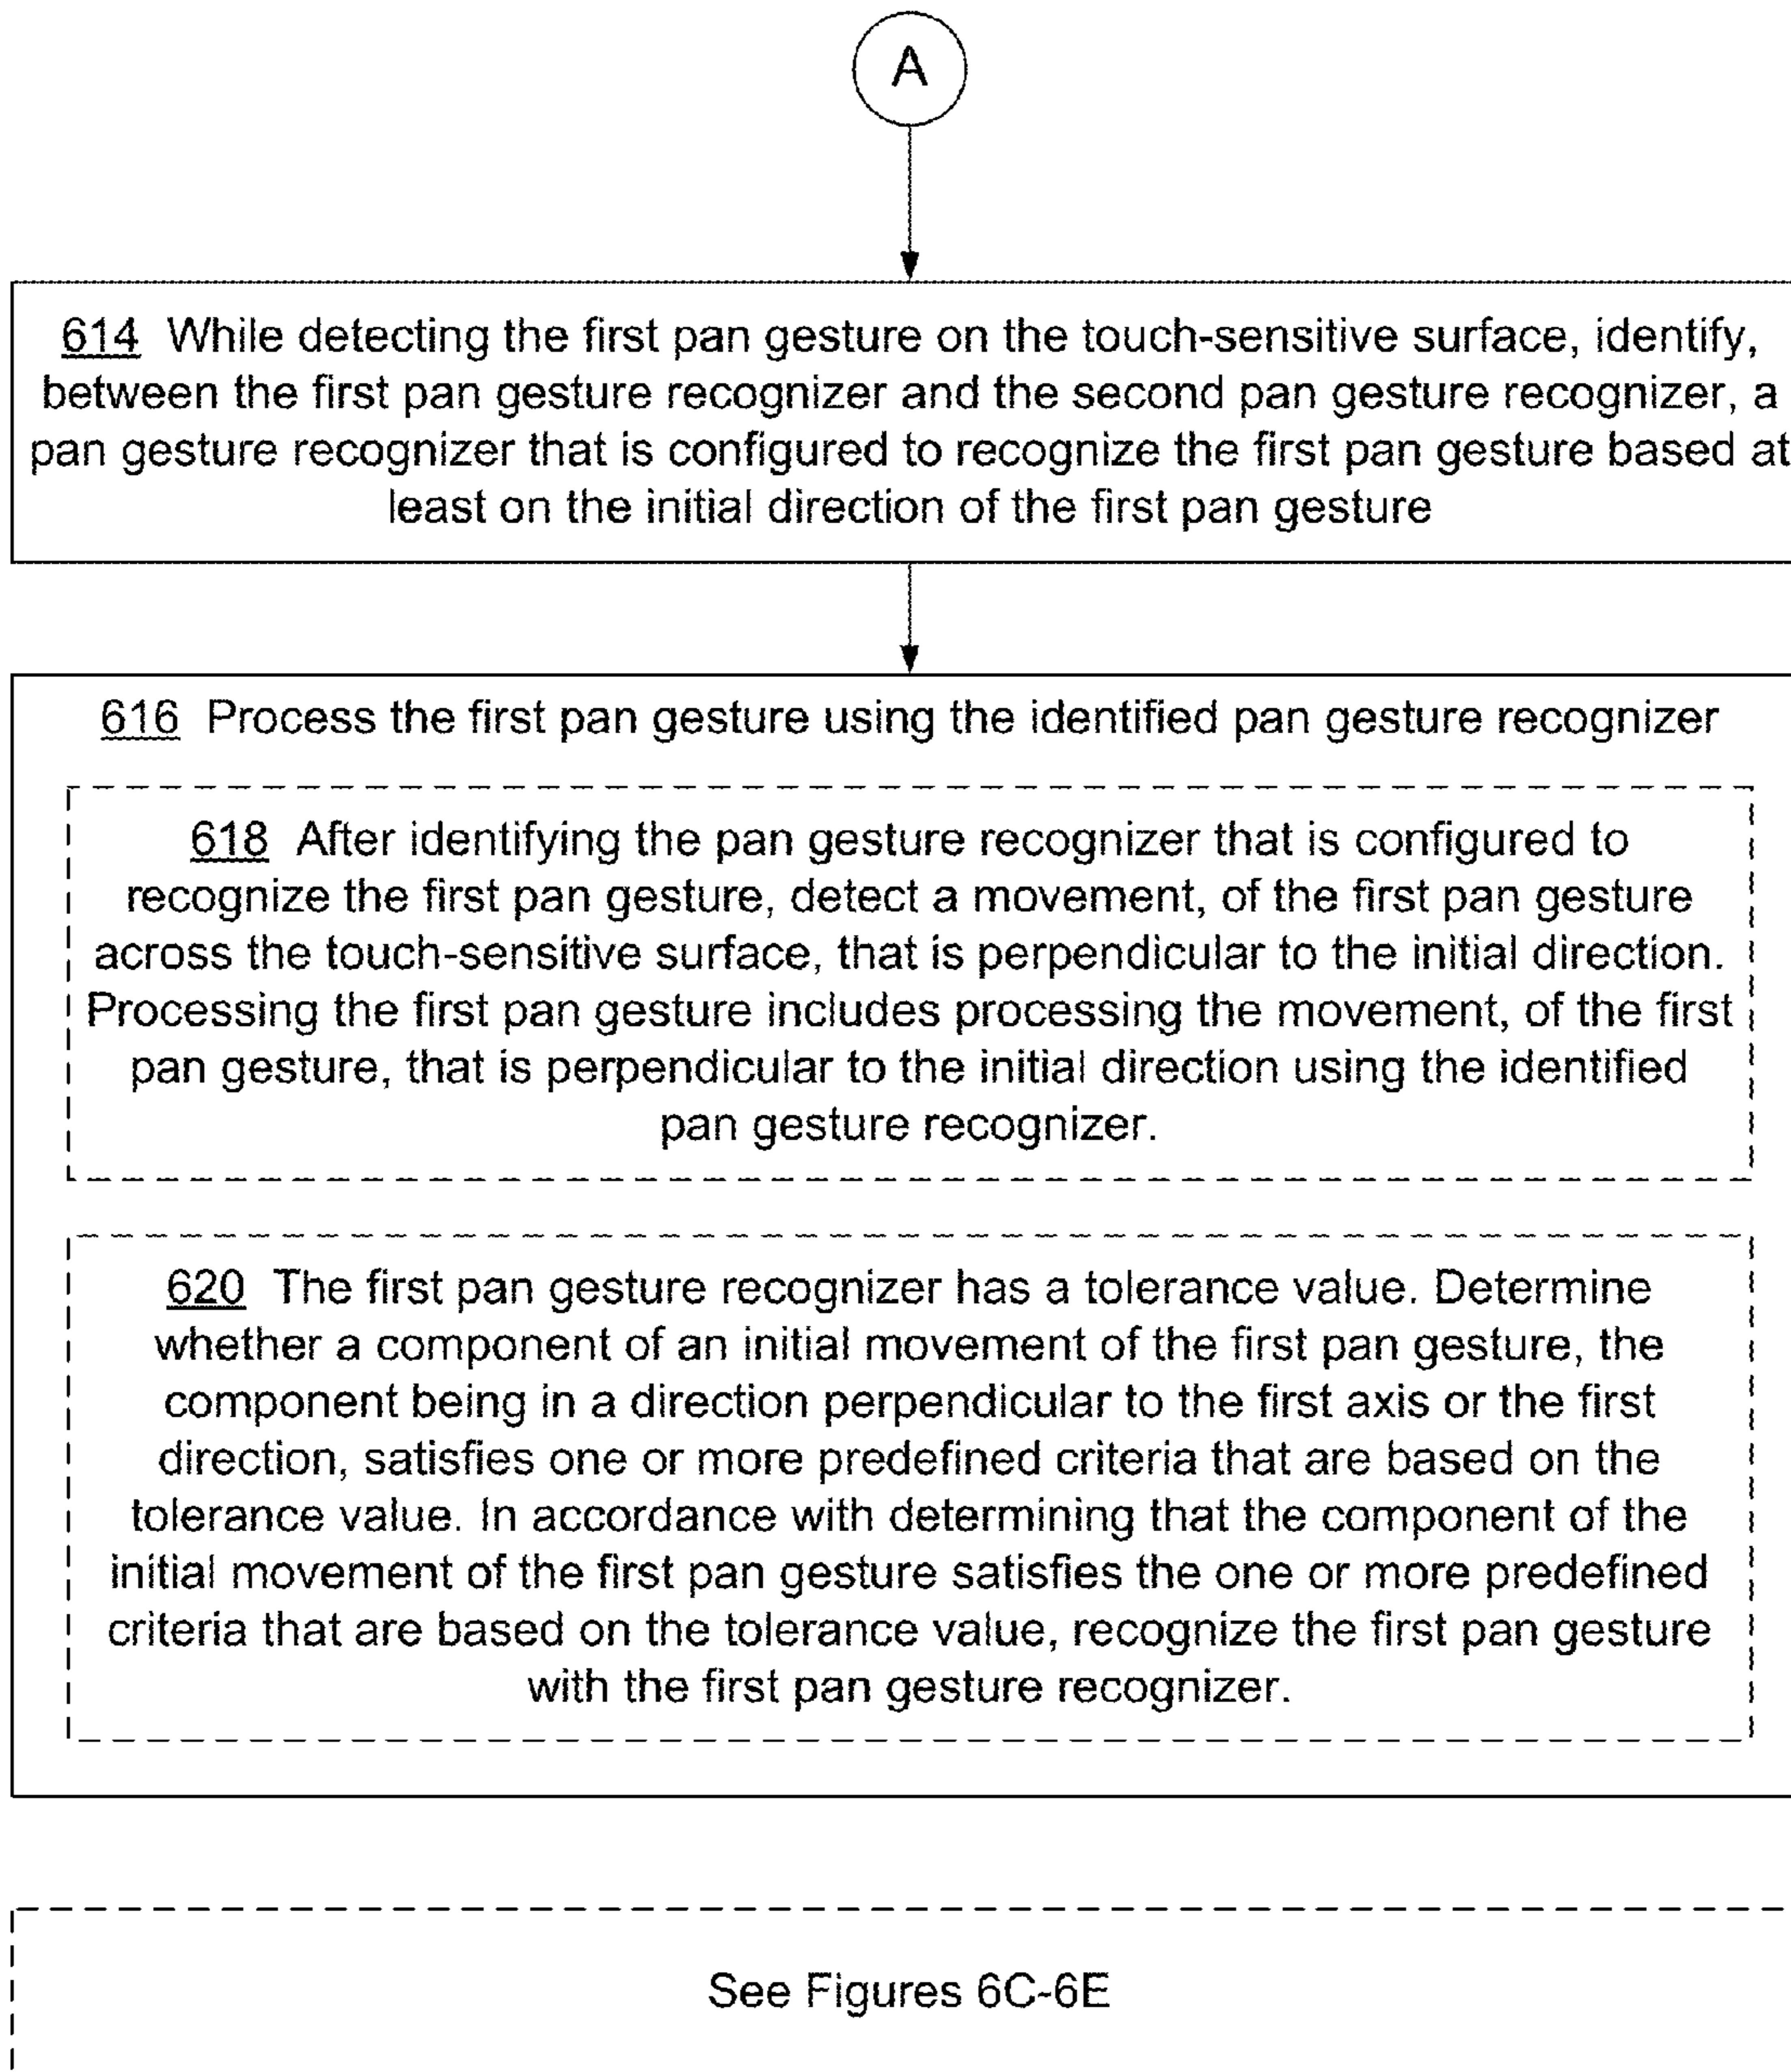 A
614 While detecting the first pan gesture on the touch-sensitive surface, identify,
between the first pan gesture recognizer and the second pan gesture recognizer, a
pan gesture recognizer that is configured to recognize the first pan gesture based at
least on the initial direction of the first pan gesture
616 Process the first pan gesture using the identified pan gesture recognizer
618 After identifying the pan gesture recognizer that is configured to
recognize the first pan gesture, detect a movement, of the first pan gesture
across the touch-sensitive surface, that is perpendicular to the initial direction.
Processing the first pan gesture includes processing the movement, of the first
pan gesture, that is perpendicular to the initial direction using the identified
pan gesture recognizer.
620 The first pan gesture recognizer has a tolerance value. Determine
whether a component of an initial movement of the first pan gesture, the
component being in a direction perpendicular to the first axis or the first
direction, satisfies one or more predefined criteria that are based on the
tolerance value. In accordance with determining that the component of the
initial movement of the first pan gesture satisfies the one or more predefined
criteria that are based on the tolerance value, recognize the first pan gesture
with the first pan gesture recognizer.
See Figures 6C-6E